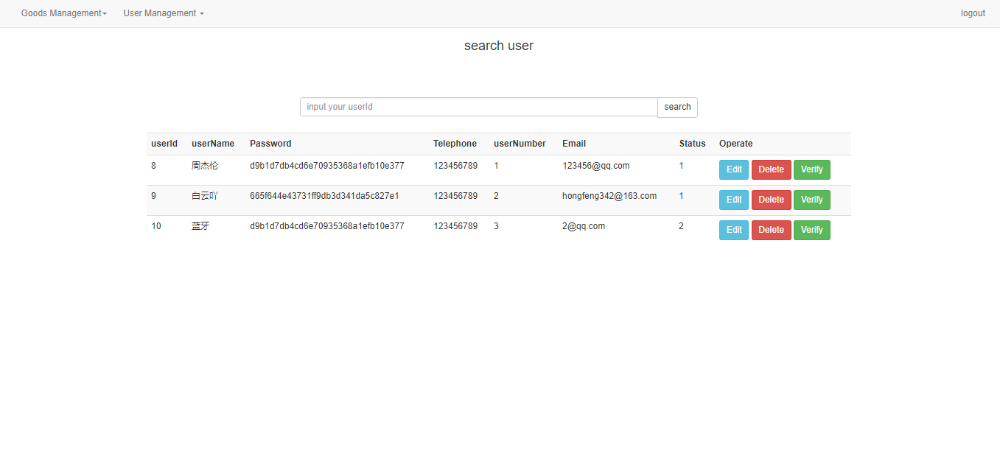 Goods Management User Management logout
search user
input your userId search
userId userName Password Telephone userNumber Email Status Operate
8 周杰伦 d9b1d7db4cd6e70935368a1efb10e377 123456789 1 123456@qq.com 1 Edit Delete Verify
9 白云吖 665f644e43731ff9db3d341da5c827e1 123456789 2 hongfeng342@163.com 1 Edit Delete Verify
10 蓝牙 d9b1d7db4cd6e70935368a1efb10e377 123456789 3 2@qq.com 2 Edit Delete Verify